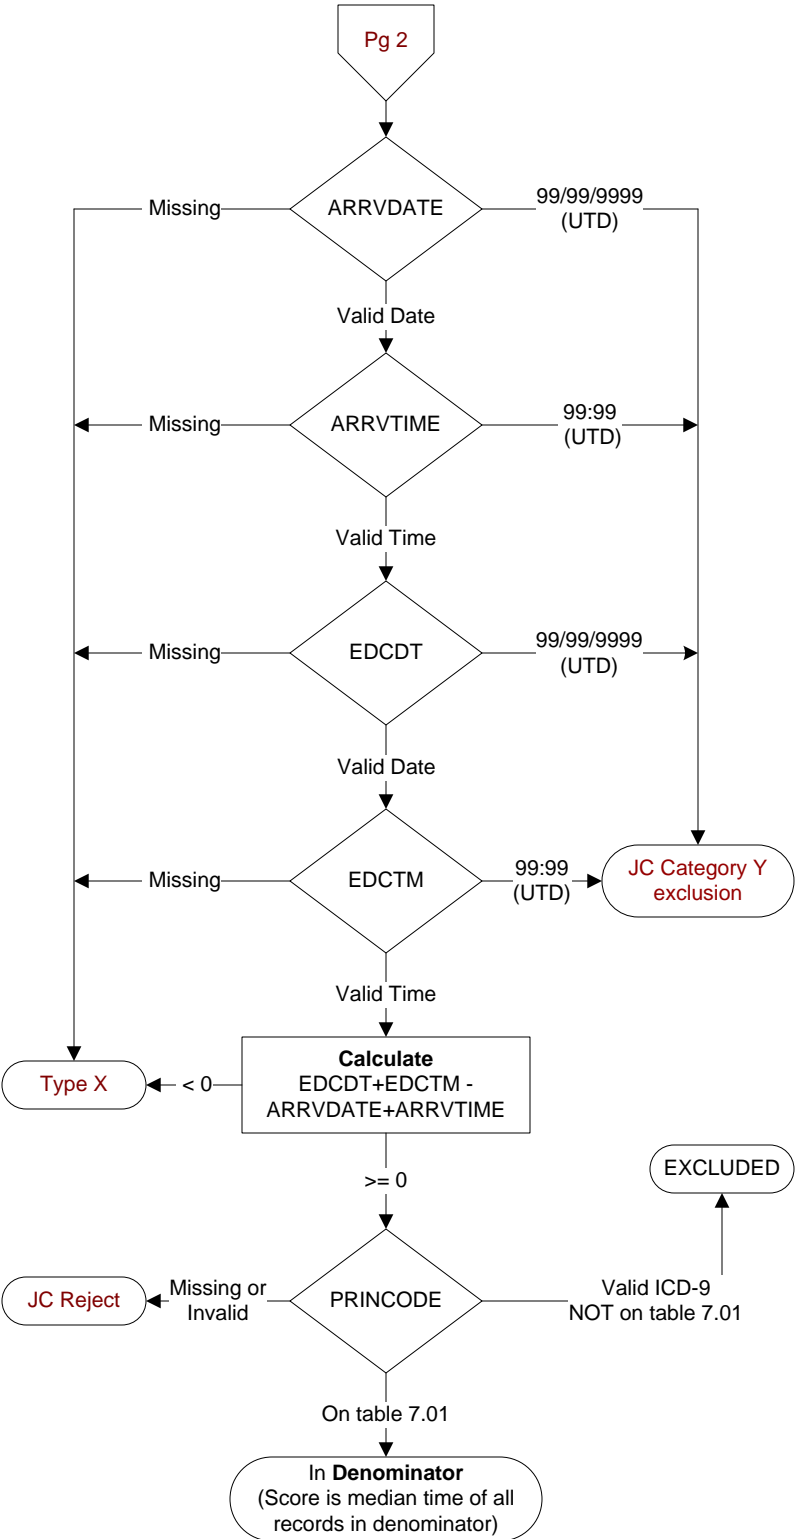 Pg 2
Missing
ARRVDATE
99/99/9999
(UTD)
Valid Date
Missing
ARRVTIME
99:99
(UTD)
Valid Time
Missing
EDCDT
99/99/9999
(UTD)
Valid Date
Missing
EDCTM
99:99
(UTD)
JC Category Y
exclusion
Valid Time
Type X
< 0
Calculate
EDCDT+EDCTM -
ARRVDATE+ARRVTIME
>= 0
EXCLUDED
JC Reject
Missing or
Invalid
PRINCODE
Valid ICD-9
NOT on table 7.01
On table 7.01
In Denominator
(Score is median time of all
records in denominator)